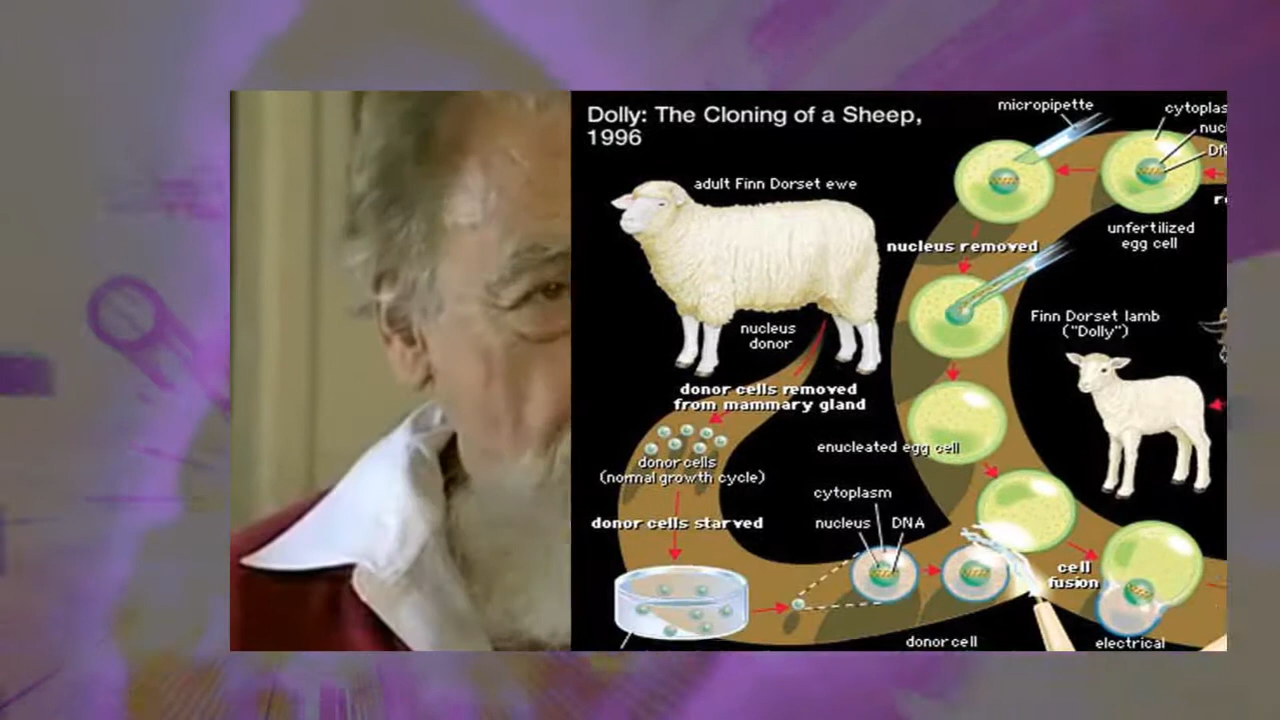 Dolly: The Cloning of a Sheep,
1996
micropipette
adult Finn Dorset ewe
nucleus removed
unfertilized
egg cell
Finn Dorset lamb
("Dolly")
nucleus
donor
donor cells removed
from mammary gland
enucleated egg cell
donor cells
(normal growth cycle)
cytoplasm
nucleus
DNA
donor cells starved
cell
fusion
donor cell
electrical